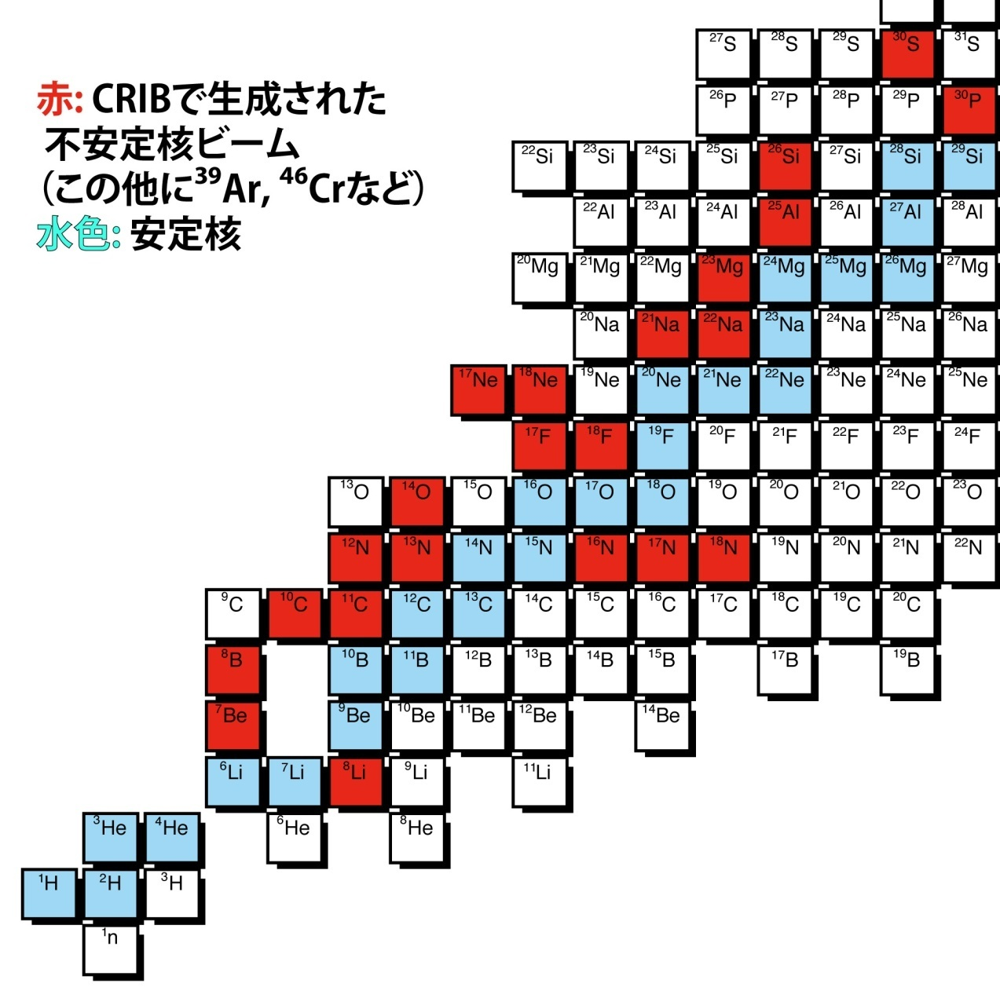 赤: CRIBで生成された
不安定核ビーム
(この他に³⁹Ar, ⁴⁶Crなど)
水色: 安定核
²⁷S ²⁸S ²⁹S ³⁰S ³¹S
²⁶P ²⁷P ²⁸P ²⁹P ³⁰P
²²Si ²³Si ²⁴Si ²⁵Si ²⁶Si ²⁷Si ²⁸Si ²⁹Si
²²Al ²³Al ²⁴Al ²⁵Al ²⁶Al ²⁷Al ²⁸Al
²⁰Mg ²¹Mg ²²Mg ²³Mg ²⁴Mg ²⁵Mg ²⁶Mg ²⁷Mg
²⁰Na ²¹Na ²²Na ²³Na ²⁴Na ²⁵Na ²⁶Na
¹⁷Ne ¹⁸Ne ¹⁹Ne ²⁰Ne ²¹Ne ²²Ne ²³Ne ²⁴Ne ²⁵Ne
¹⁷F ¹⁸F ¹⁹F ²⁰F ²¹F ²²F ²³F ²⁴F
¹³O ¹⁴O ¹⁵O ¹⁶O ¹⁷O ¹⁸O ¹⁹O ²⁰O ²¹O ²²O ²³O
¹²N ¹³N ¹⁴N ¹⁵N ¹⁶N ¹⁷N ¹⁸N ¹⁹N ²⁰N ²¹N ²²N
⁹C ¹⁰C ¹¹C ¹²C ¹³C ¹⁴C ¹⁵C ¹⁶C ¹⁷C ¹⁸C ¹⁹C ²⁰C
⁸B ¹⁰B ¹¹B ¹²B ¹³B ¹⁴B ¹⁵B ¹⁷B ¹⁹B
⁷Be ⁹Be ¹⁰Be ¹¹Be ¹²Be ¹⁴Be
⁶Li ⁷Li ⁸Li ⁹Li ¹¹Li
³He ⁴He ⁶He ⁸He
¹H ²H ³H
¹n